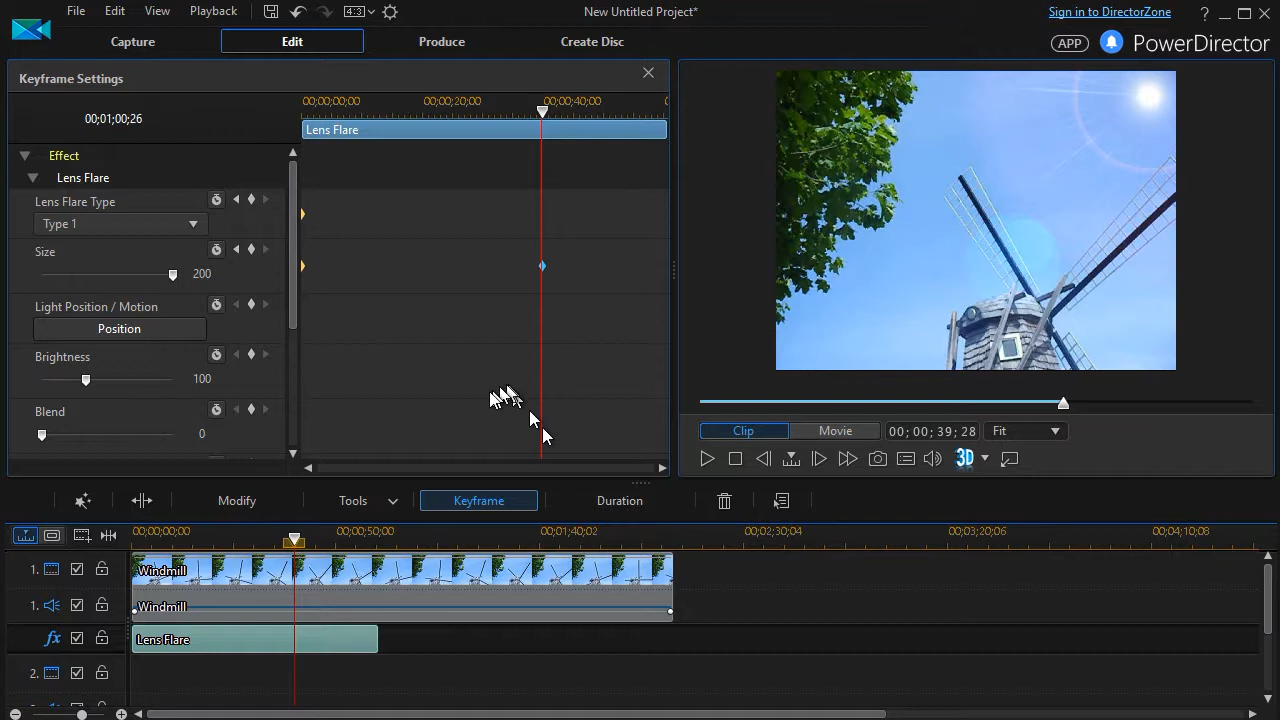 File Edit View Playback 4:3 New Untitled Project* Sign in to DirectorZone ?
Capture Edit Produce Create Disc APP PowerDirector
Keyframe Settings
00;01;00;26
00;00;00;00 00;00;20;00 00;00;40;00
Lens Flare
Effect
Lens Flare
Lens Flare Type
Type 1
Size
200
Light Position / Motion
Position
Brightness
100
Blend
0
Clip Movie 00; 00; 39; 28 Fit
3D
Modify Tools Keyframe Duration
00;00;00;00 00;00;50;00 00;01;40;02 00;02;30;04 00;03;20;06 00;04;10;08
1. Windmill
1. Windmill
fx Lens Flare
2.